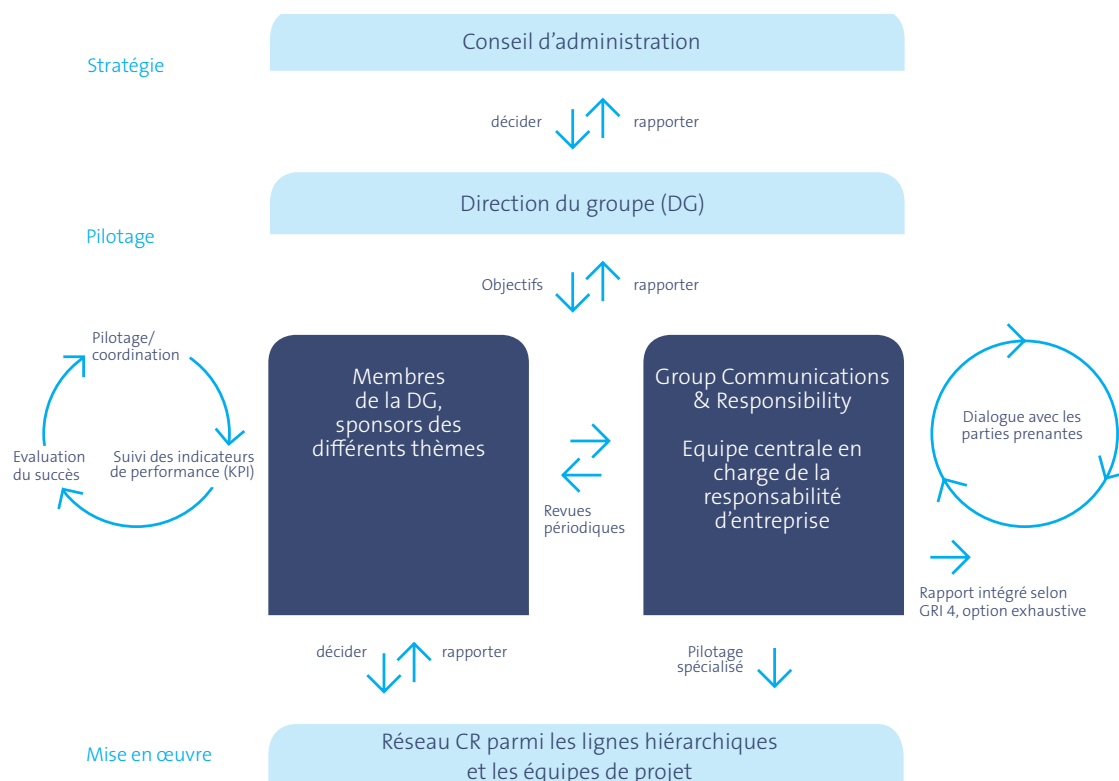 Conseil d’administration
Stratégie
décider
rapporter
Direction du groupe (DG)
Pilotage
Objectifs
rapporter
Pilotage/
coordination
Evaluation
du succès
Suivi des indicateurs
de performance (KPI)
Membres
de la DG,
sponsors des
différents thèmes
Revues
périodiques
Group Communications
& Responsibility
Equipe centrale en
charge de la
responsabilité
d’entreprise
Dialogue avec les
parties prenantes
Rapport intégré selon
GRI 4, option exhaustive
décider
rapporter
Pilotage
spécialisé
Mise en œuvre
Réseau CR parmi les lignes hiérarchiques
et les équipes de projet